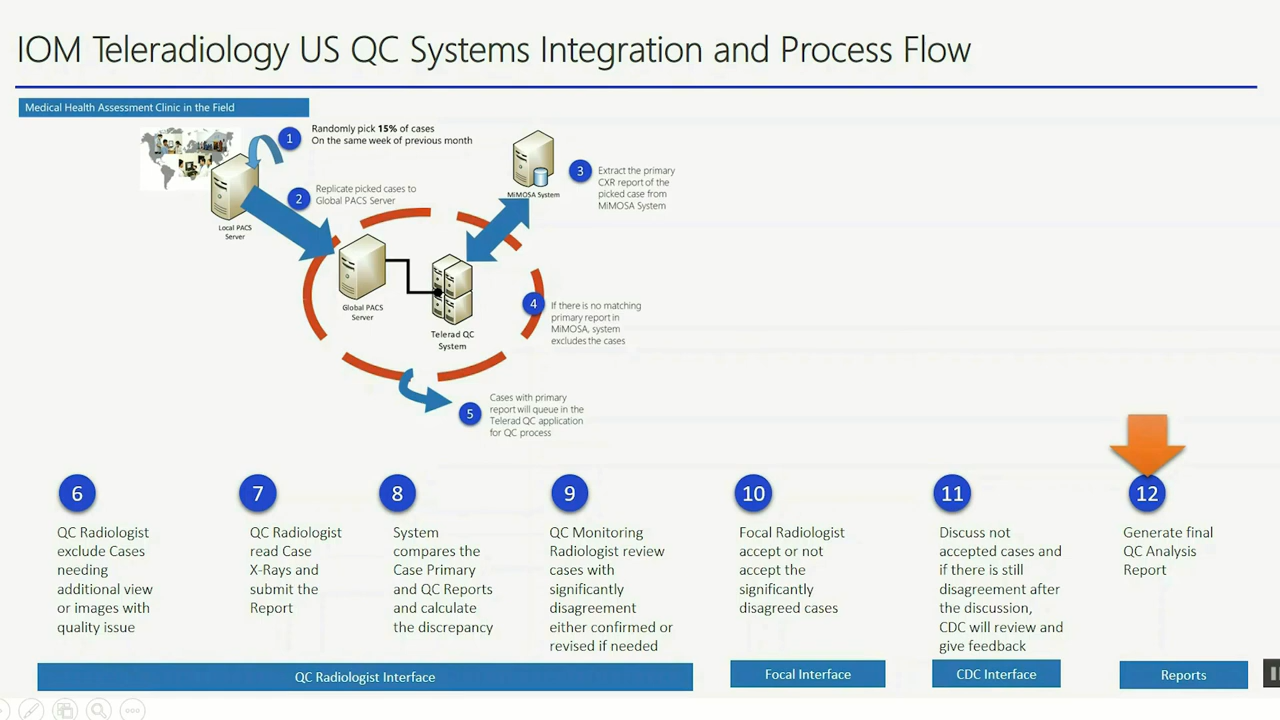 IOM Teleradiology US QC Systems Integration and Process Flow
Medical Health Assessment Clinic in the Field
1
Randomly pick 15% of cases
On the same week of previous month
2
Replicate picked cases to
Global PACS Server
Local PACS
Server
MiMOSA System
3
Extract the primary
CXR report of the
picked case from
MiMOSA System
Global PACS
Server
Telerad QC
System
4
If there is no matching
primary report in
MiMOSA, system
excludes the cases
5
Cases with primary
report will queue in the
Telerad QC application
for QC process
6
QC Radiologist
exclude Cases
needing
additional view
or images with
quality issue
7
QC Radiologist
read Case
X-Rays and
submit the
Report
8
System
compares the
Case Primary
and QC Reports
and calculate
the discrepancy
9
QC Monitoring
Radiologist review
cases with
significantly
disagreement
either confirmed or
revised if needed
10
Focal Radiologist
accept or not
accept the
significantly
disagreed cases
11
Discuss not
accepted cases and
if there is still
disagreement after
the discussion,
CDC will review and
give feedback
12
Generate final
QC Analysis
Report
QC Radiologist Interface
Focal Interface
CDC Interface
Reports